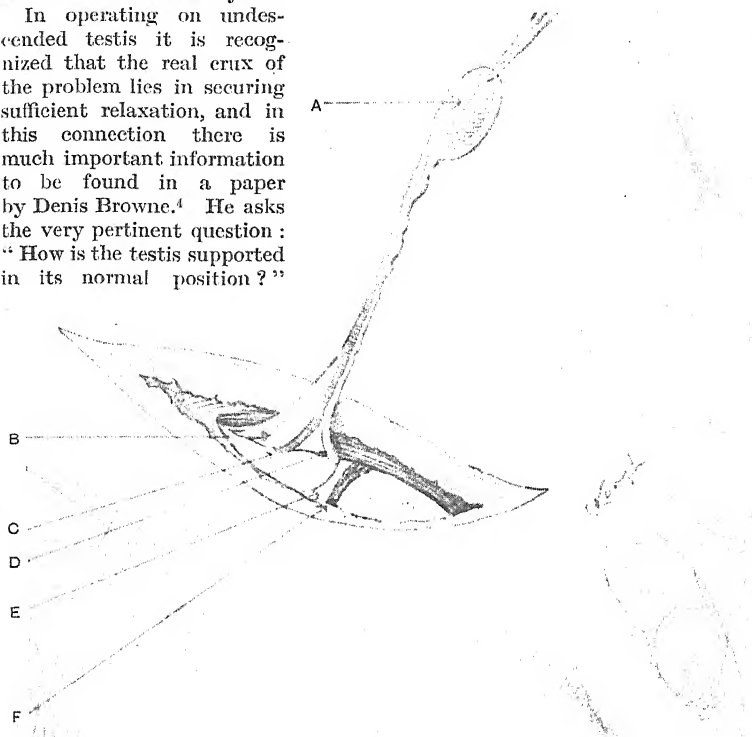 In operating on undes-
cended testis it is recog-
nized that the real crux of
the problem lies in securing
sufficient relaxation, and in
this connection there is
much important information
to be found in a paper
by Denis Browne.⁴ He asks
the very pertinent question :
“ How is the testis supported
in its normal position ? ”
A
B
C
D
E
F